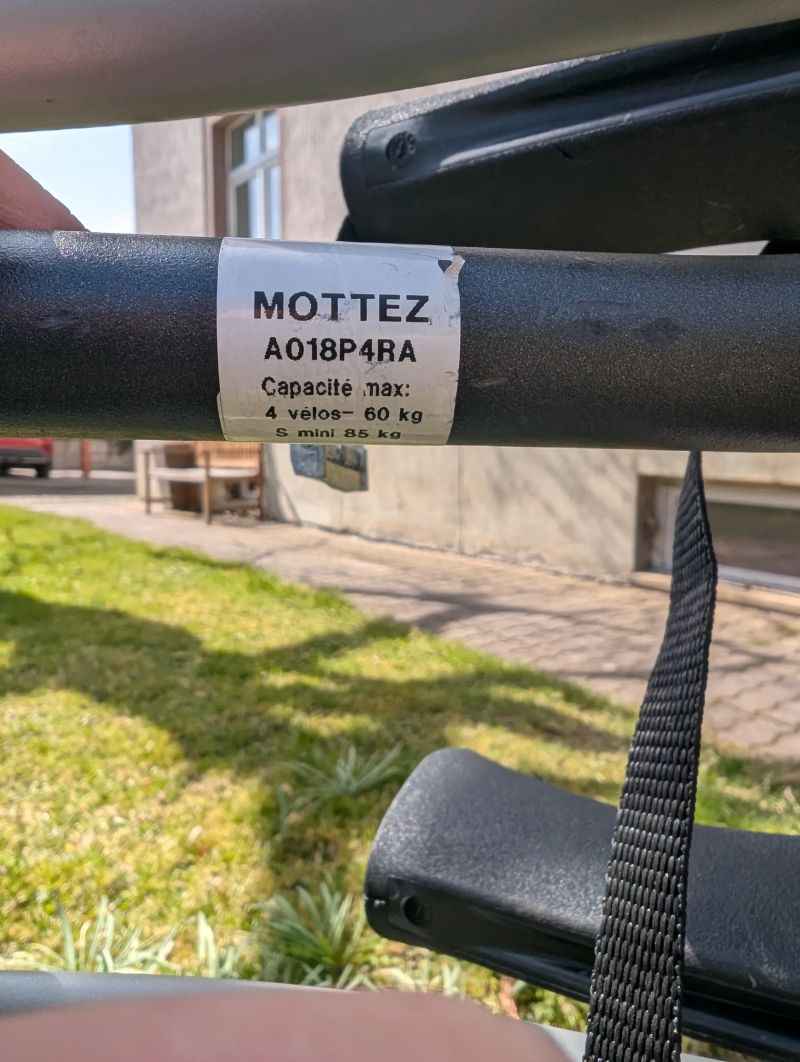 MOTTEZ
A018P4RA
Capacité max:
4 vélos- 60 kg
S mini 85 kg